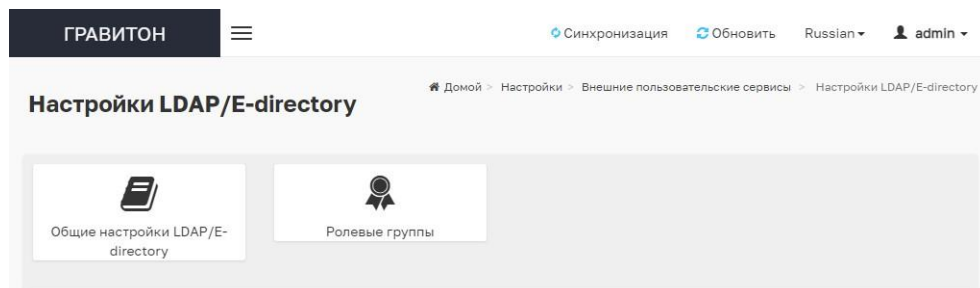 ГРАВИТОН
Синхронизация Обновить Russian admin
Настройки LDAP/E-directory
Домой > Настройки > Внешние пользовательские сервисы > Настройки LDAP/E-directory
Общие настройки LDAP/E-
directory
Ролевые группы